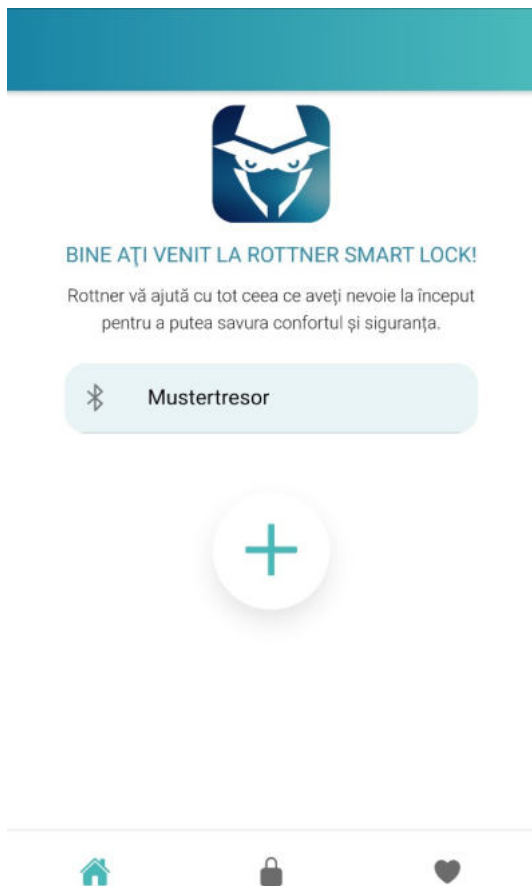 BINE AŢI VENIT LA ROTTNER SMART LOCK!
Rottner vă ajută cu tot ceea ce aveți nevoie la început
pentru a putea savura confortul și siguranța.
Mustertresor